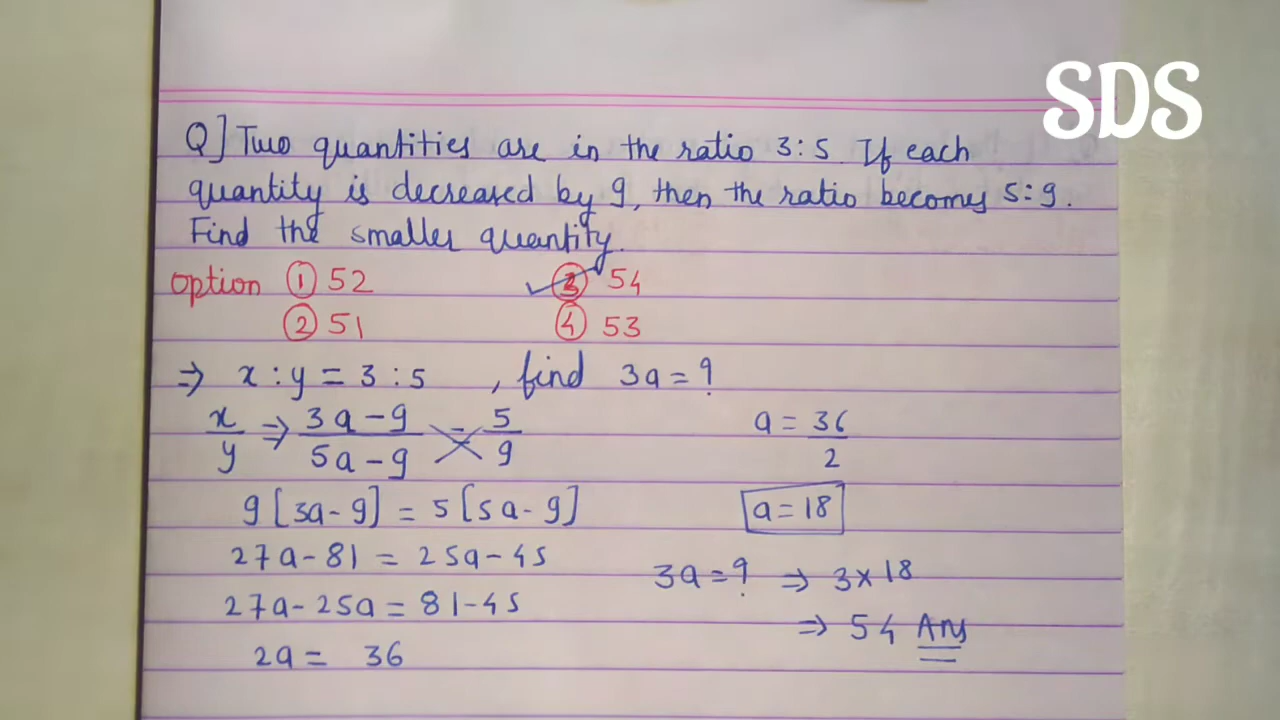 SDS
Q] Two quantities are in the ratio 3:5. If each
quantity is decreased by 9, then the ratio becomes 5:9.
Find the smaller quantity.
option ① 52 ✓③ 54
② 51 ④ 53
⇒ x : y = 3 : 5 , find 3a = ?
x/y ⇒ 3a-9/5a-9 = 5/9 a = 36/2
9[3a-9] = 5[5a-9] a = 18
27a-81 = 25a-45 3a = ? ⇒ 3×18
27a-25a = 81-45 ⇒ 54 Ans
2a = 36